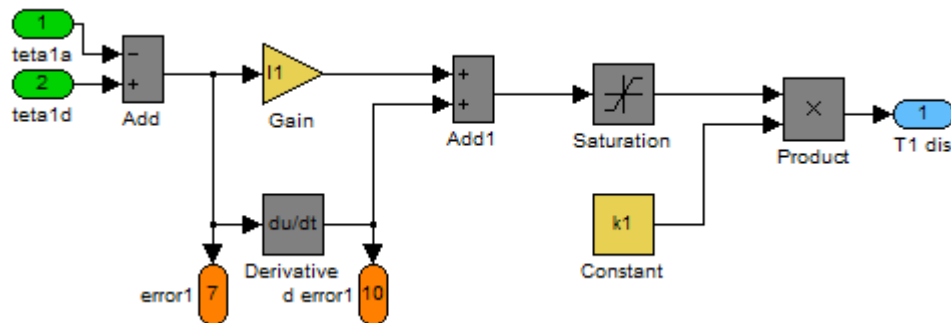 1
teta1a
2
teta1d
−
+
Add
l1
Gain
+
+
Add1
Saturation
×
Product
1
T1 dis
du/dt
Derivative
k1
Constant
error1
7
d error1
10